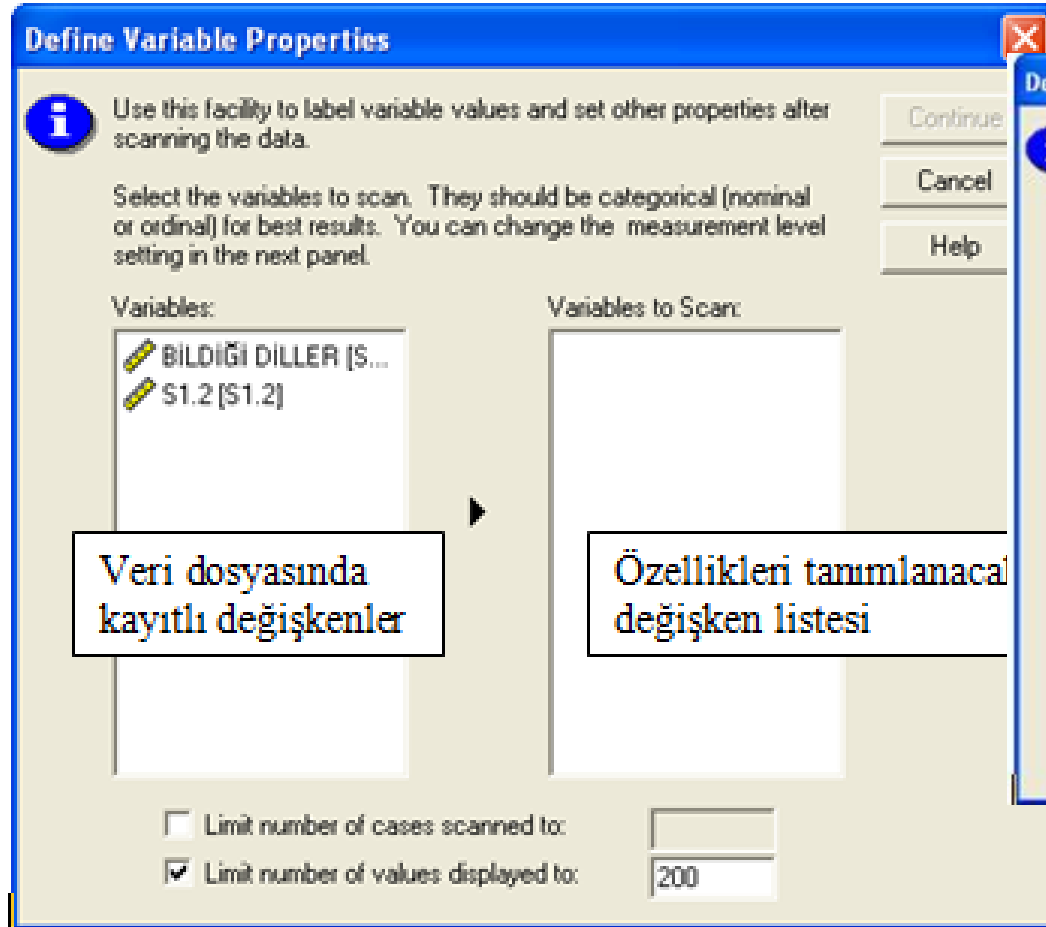 Define Variable Properties
Use this facility to label variable values and set other properties after
scanning the data.
Select the variables to scan. They should be categorical (nominal
or ordinal) for best results. You can change the measurement level
setting in the next panel.
Continue
Cancel
Help
Variables:
BİLDİĞİ DİLLER [S...
S1.2 [S1.2]
Variables to Scan:
Veri dosyasında
kayıtlı değişkenler
Özellikleri
değişken listesi
Limit number of cases scanned to:
Limit number of values displayed to:
200